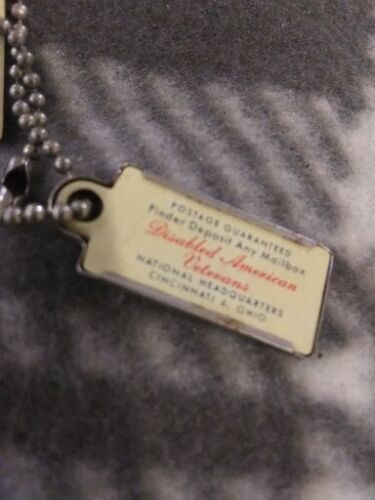 POSTAGE GUARANTEED
Finder Deposit Any Mailbox
Disabled American
Veterans
NATIONAL HEADQUARTERS
CINCINNATI 6, OHIO